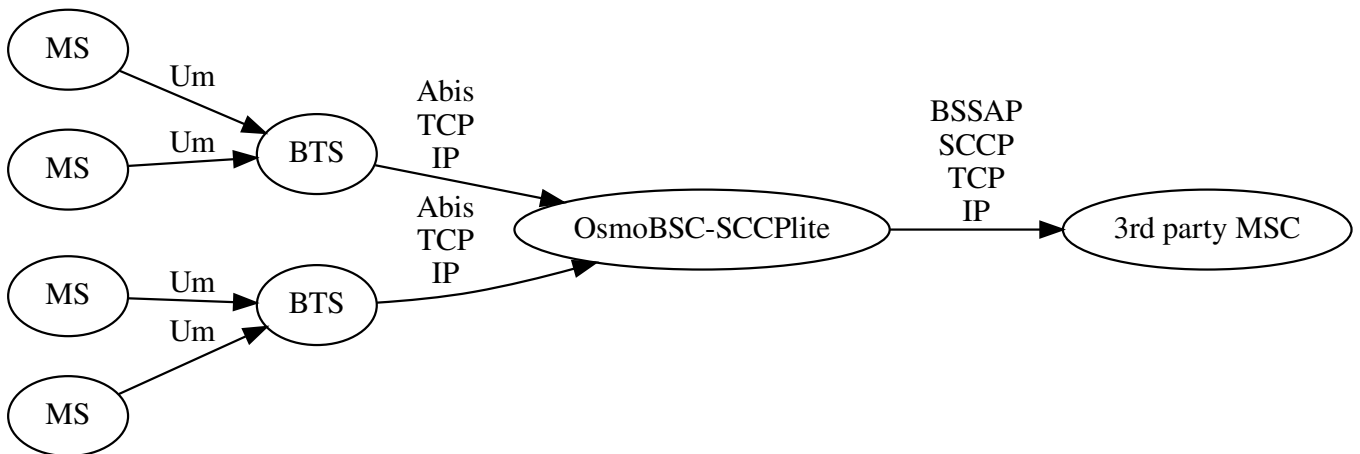 MS
Um
MS
Um
BTS
Abis
TCP
IP
MS
Um
MS
Um
BTS
Abis
TCP
IP
OsmoBSC-SCCPlite
BSSAP
SCCP
TCP
IP
3rd party MSC